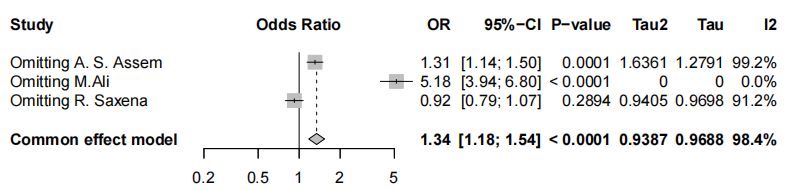 Study Odds Ratio OR 95%−CI P−value Tau2 Tau I2
Omitting A. S. Assem 1.31 [1.14; 1.50] 0.0001 1.6361 1.2791 99.2%
Omitting M.Ali 5.18 [3.94; 6.80] < 0.0001 0 0 0.0%
Omitting R. Saxena 0.92 [0.79; 1.07] 0.2894 0.9405 0.9698 91.2%
Common effect model 1.34 [1.18; 1.54] < 0.0001 0.9387 0.9688 98.4%
0.2 0.5 1 2 5